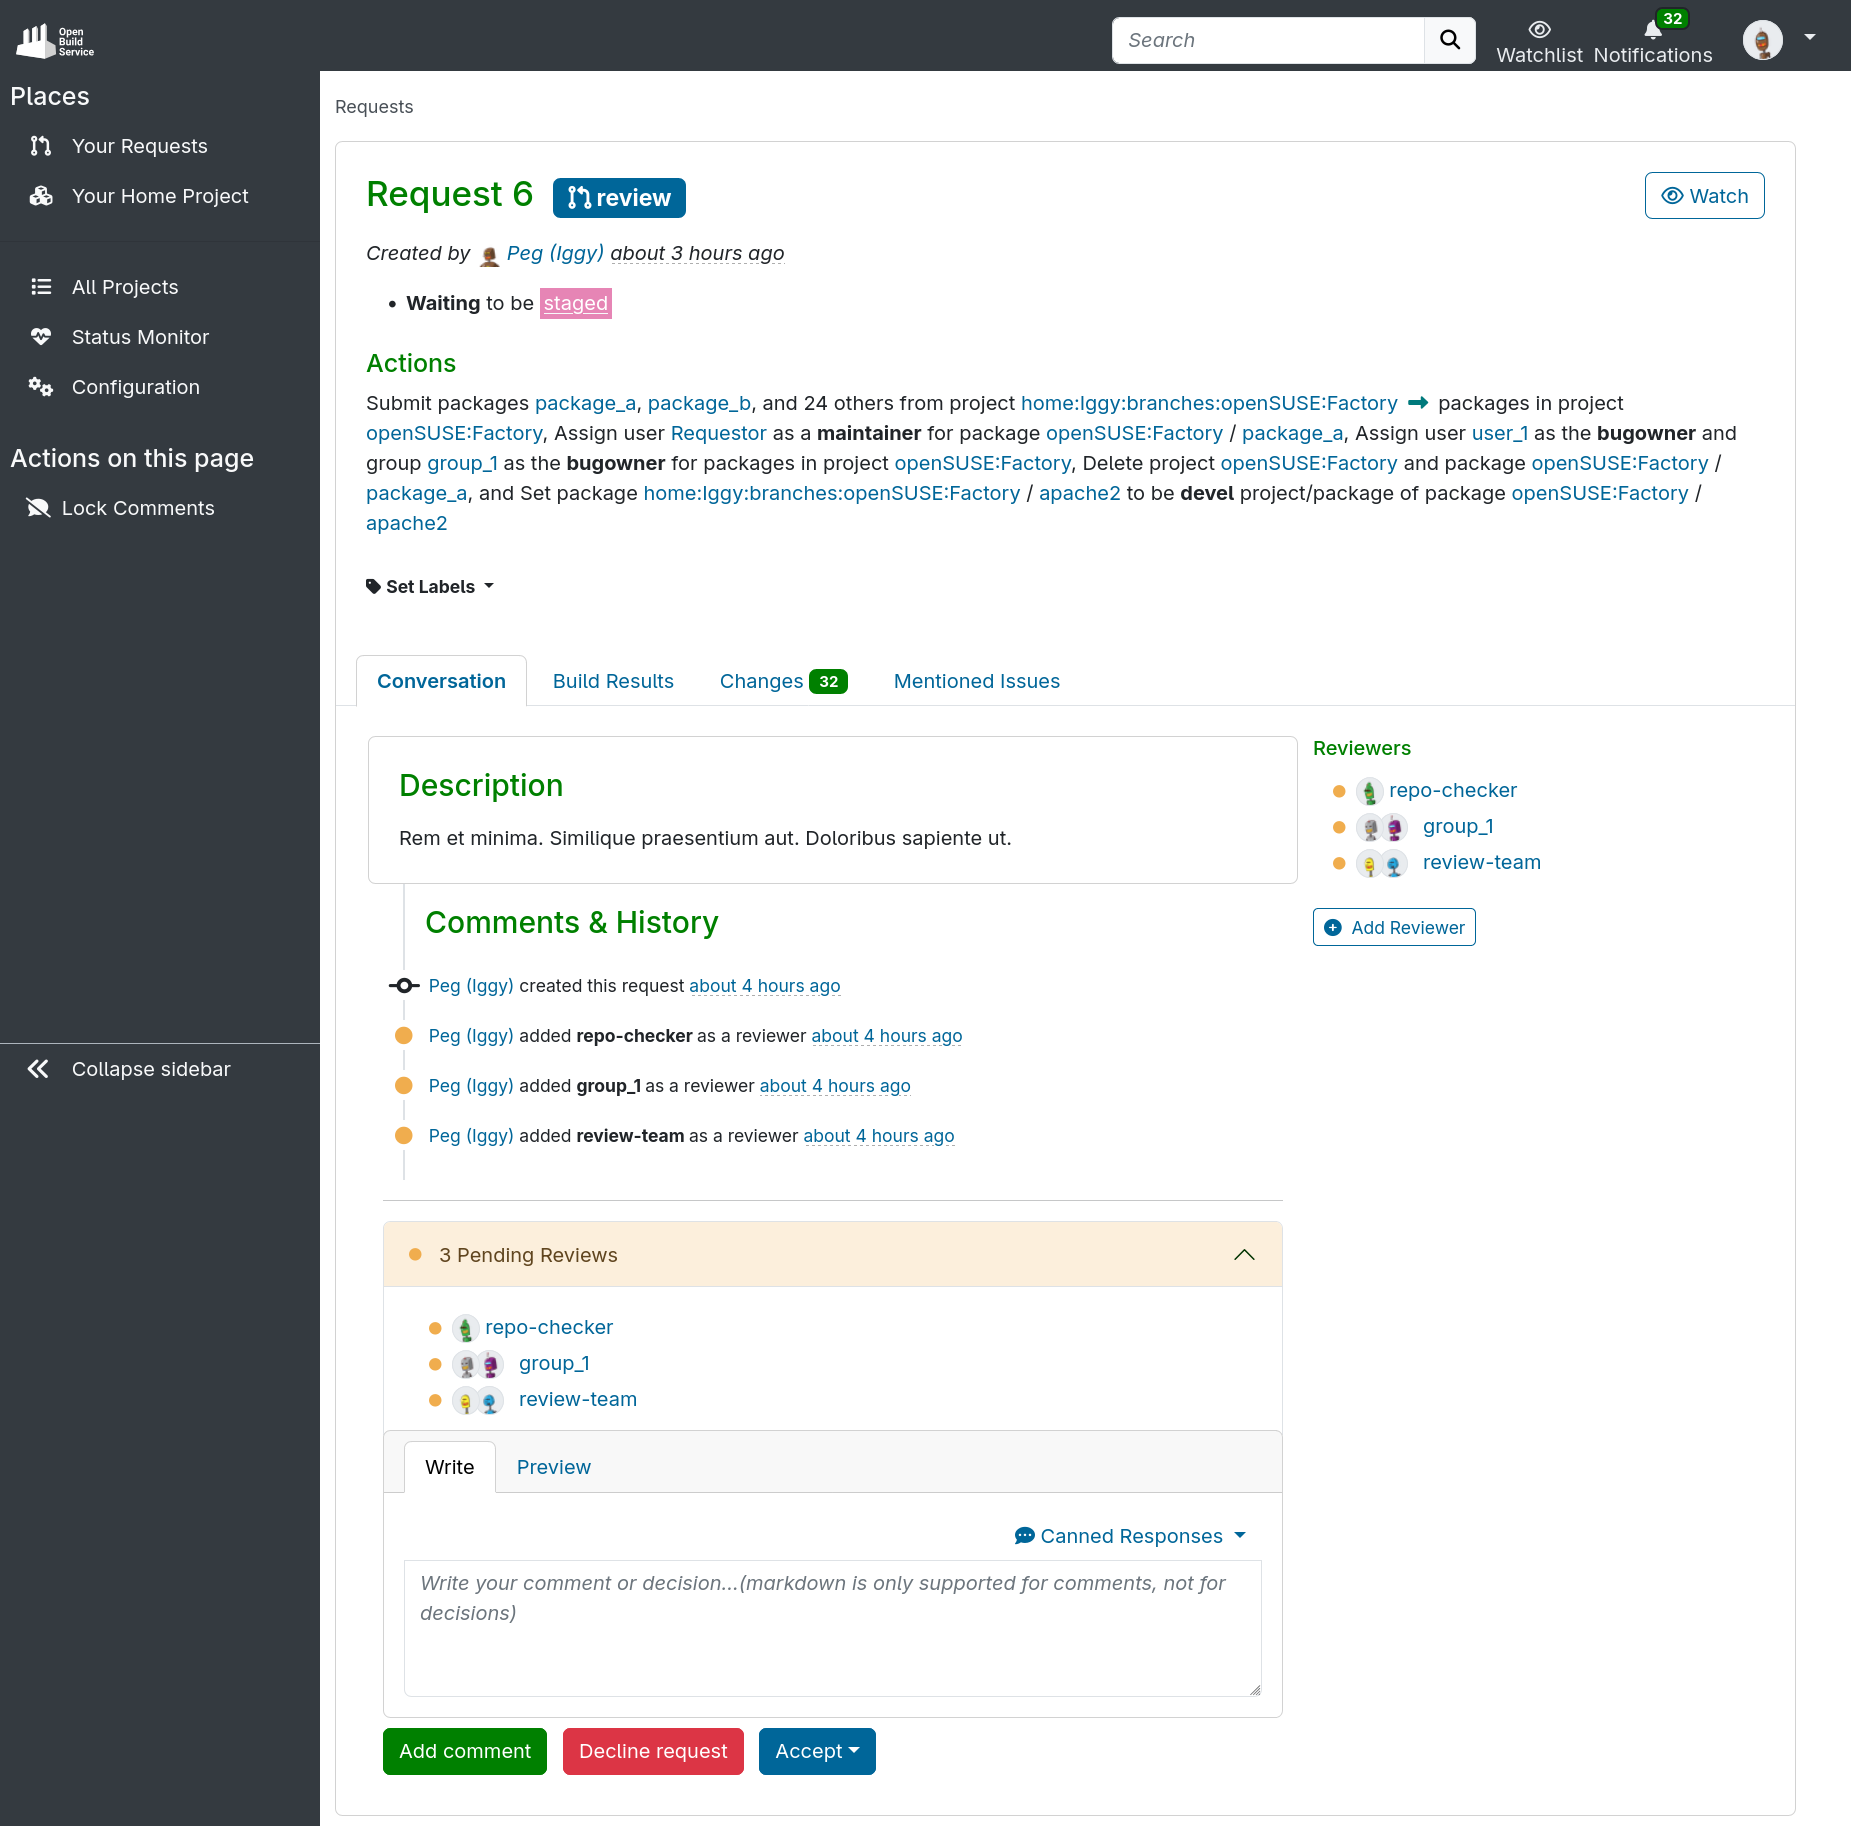 Open
Build
Service
Search
Watchlist
32
Notifications
Places
Your Requests
Your Home Project
All Projects
Status Monitor
Configuration
Actions on this page
Lock Comments
Collapse sidebar
Requests
Request 6 review
Watch
Created by Peg (Iggy) about 3 hours ago
• Waiting to be staged
Actions
Submit packages package_a, package_b, and 24 others from project home:Iggy:branches:openSUSE:Factory ➡ packages in project
openSUSE:Factory, Assign user Requestor as a maintainer for package openSUSE:Factory / package_a, Assign user user_1 as the bugowner and
group group_1 as the bugowner for packages in project openSUSE:Factory, Delete project openSUSE:Factory and package openSUSE:Factory /
package_a, and Set package home:Iggy:branches:openSUSE:Factory / apache2 to be devel project/package of package openSUSE:Factory /
apache2
Set Labels
Conversation Build Results Changes 32 Mentioned Issues
Description
Rem et minima. Similique praesentium aut. Doloribus sapiente ut.
Comments & History
Peg (Iggy) created this request about 4 hours ago
Peg (Iggy) added repo-checker as a reviewer about 4 hours ago
Peg (Iggy) added group_1 as a reviewer about 4 hours ago
Peg (Iggy) added review-team as a reviewer about 4 hours ago
3 Pending Reviews
repo-checker
group_1
review-team
Write Preview
Canned Responses
Write your comment or decision...(markdown is only supported for comments, not for
decisions)
Add comment Decline request Accept
Reviewers
repo-checker
group_1
review-team
Add Reviewer